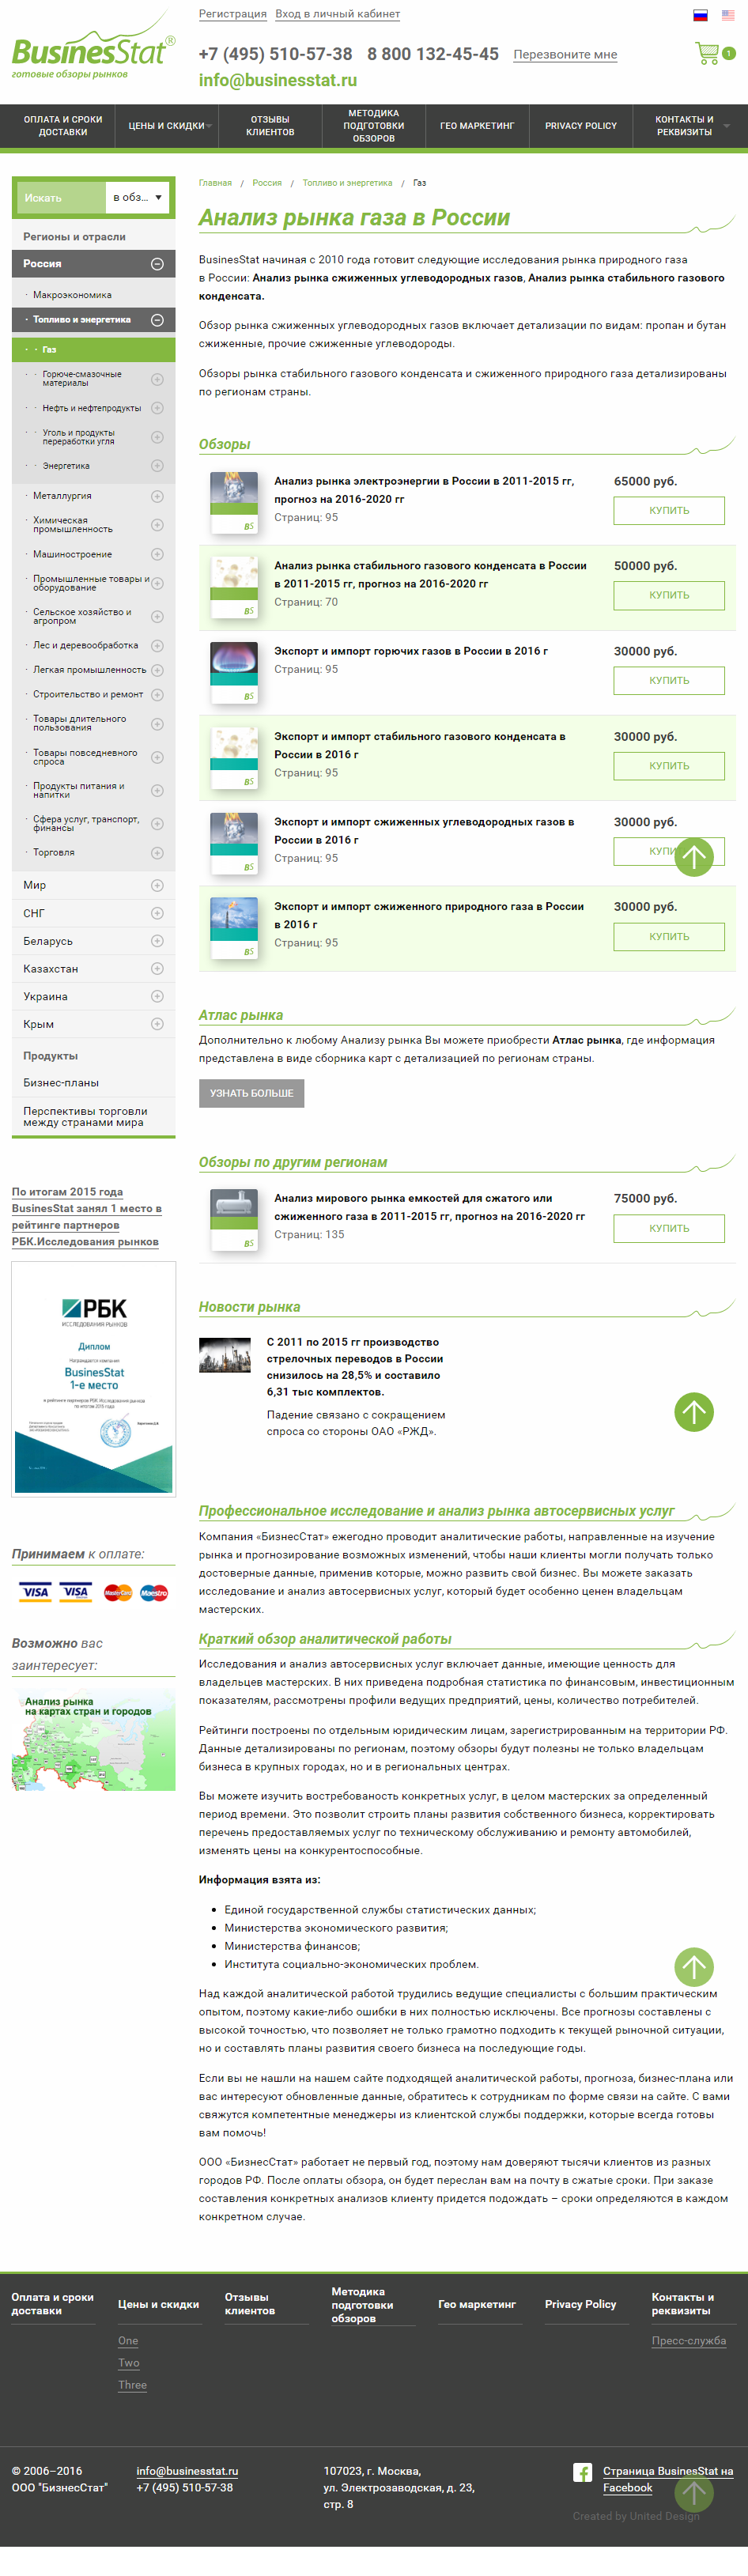 Регистрация Вход в личный кабинет
BusinesStat®
готовые обзоры рынков
+7 (495) 510-57-38 8 800 132-45-45 Перезвоните мне
1
info@businesstat.ru
ОПЛАТА И СРОКИ
ДОСТАВКИ
ЦЕНЫ И СКИДКИ
ОТЗЫВЫ
КЛИЕНТОВ
МЕТОДИКА
ПОДГОТОВКИ
ОБЗОРОВ
ГЕО МАРКЕТИНГ
PRIVACY POLICY
КОНТАКТЫ И
РЕКВИЗИТЫ
Искать
в обз...
Регионы и отрасли
Россия
Макроэкономика
Топливо и энергетика
Газ
Горюче-смазочные
материалы
Нефть и нефтепродукты
Уголь и продукты
переработки угля
Энергетика
Металлургия
Химическая
промышленность
Машиностроение
Промышленные товары и
оборудование
Сельское хозяйство и
агропром
Лес и деревообработка
Легкая промышленность
Строительство и ремонт
Товары длительного
пользования
Товары повседневного
спроса
Продукты питания и
напитки
Сфера услуг, транспорт,
финансы
Торговля
Мир
СНГ
Беларусь
Казахстан
Украина
Крым
Продукты
Бизнес-планы
Перспективы торговли
между странами мира
По итогам 2015 года
BusinesStat занял 1 место в
рейтинге партнеров
РБК.Исследования рынков
РБК
ИССЛЕДОВАНИЯ РЫНКОВ
Диплом
Награждается компания
BusinesStat
1-е место
в рейтинге партнеров РБК.Исследования рынков
по итогам 2015 года
Принимаем к оплате:
VISA VISA MasterCard Maestro
Возможно вас
заинтересует:
Анализ рынка
на картах стран и городов
Главная / Россия / Топливо и энергетика / Газ
Анализ рынка газа в России
BusinesStat начиная с 2010 года готовит следующие исследования рынка природного газа
в России: Анализ рынка сжиженных углеводородных газов, Анализ рынка стабильного газового
конденсата.
Обзор рынка сжиженных углеводородных газов включает детализации по видам: пропан и бутан
сжиженные, прочие сжиженные углеводороды.
Обзоры рынка стабильного газового конденсата и сжиженного природного газа детализированы
по регионам страны.
Обзоры
BS
Анализ рынка электроэнергии в России в 2011-2015 гг,
прогноз на 2016-2020 гг
Страниц: 95
65000 руб.
КУПИТЬ
BS
Анализ рынка стабильного газового конденсата в России
в 2011-2015 гг, прогноз на 2016-2020 гг
Страниц: 70
50000 руб.
КУПИТЬ
BS
Экспорт и импорт горючих газов в России в 2016 г
Страниц: 95
30000 руб.
КУПИТЬ
BS
Экспорт и импорт стабильного газового конденсата в
России в 2016 г
Страниц: 95
30000 руб.
КУПИТЬ
BS
Экспорт и импорт сжиженных углеводородных газов в
России в 2016 г
Страниц: 95
30000 руб.
КУПИ
BS
Экспорт и импорт сжиженного природного газа в России
в 2016 г
Страниц: 95
30000 руб.
КУПИТЬ
Атлас рынка
Дополнительно к любому Анализу рынка Вы можете приобрести Атлас рынка, где информация
представлена в виде сборника карт с детализацией по регионам страны.
УЗНАТЬ БОЛЬШЕ
Обзоры по другим регионам
BS
Анализ мирового рынка емкостей для сжатого или
сжиженного газа в 2011-2015 гг, прогноз на 2016-2020 гг
Страниц: 135
75000 руб.
КУПИТЬ
Новости рынка
С 2011 по 2015 гг производство
стрелочных переводов в России
снизилось на 28,5% и составило
6,31 тыс комплектов.
Падение связано с сокращением
спроса со стороны ОАО «РЖД».
Профессиональное исследование и анализ рынка автосервисных услуг
Компания «БизнесСтат» ежегодно проводит аналитические работы, направленные на изучение
рынка и прогнозирование возможных изменений, чтобы наши клиенты могли получать только
достоверные данные, применив которые, можно развить свой бизнес. Вы можете заказать
исследование и анализ автосервисных услуг, который будет особенно ценен владельцам
мастерских.
Краткий обзор аналитической работы
Исследования и анализ автосервисных услуг включает данные, имеющие ценность для
владельцев мастерских. В них приведена подробная статистика по финансовым, инвестиционным
показателям, рассмотрены профили ведущих предприятий, цены, количество потребителей.
Рейтинги построены по отдельным юридическим лицам, зарегистрированным на территории РФ.
Данные детализированы по регионам, поэтому обзоры будут полезны не только владельцам
бизнеса в крупных городах, но и в региональных центрах.
Вы можете изучить востребованость конкретных услуг, в целом мастерских за определенный
период времени. Это позволит строить планы развития собственного бизнеса, корректировать
перечень предоставляемых услуг по техническому обслуживанию и ремонту автомобилей,
изменять цены на конкурентоспособные.
Информация взята из:
Единой государственной службы статистических данных;
Министерства экономического развития;
Министерства финансов;
Института социально-экономических проблем.
Над каждой аналитической работой трудились ведущие специалисты с большим практическим
опытом, поэтому какие-либо ошибки в них полностью исключены. Все прогнозы составлены с
высокой точностью, что позволяет не только грамотно подходить к текущей рыночной ситуации,
но и составлять планы развития своего бизнеса на последующие годы.
Если вы не нашли на нашем сайте подходящей аналитической работы, прогноза, бизнес-плана или
вас интересуют обновленные данные, обратитесь к сотрудникам по форме связи на сайте. С вами
свяжутся компетентные менеджеры из клиентской службы поддержки, которые всегда готовы
вам помочь!
ООО «БизнесСтат» работает не первый год, поэтому нам доверяют тысячи клиентов из разных
городов РФ. После оплаты обзора, он будет переслан вам на почту в сжатые сроки. При заказе
составления конкретных анализов клиенту придется подождать – сроки определяются в каждом
конкретном случае.
Оплата и сроки
доставки
Цены и скидки
One
Two
Three
Отзывы
клиентов
Методика
подготовки
обзоров
Гео маркетинг
Privacy Policy
Контакты и
реквизиты
Пресс-служба
© 2006–2016
ООО "БизнесСтат"
info@businesstat.ru
+7 (495) 510-57-38
107023, г. Москва,
ул. Электрозаводская, д. 23,
стр. 8
Страница BusinesStat на
Facebook
Created by United Design